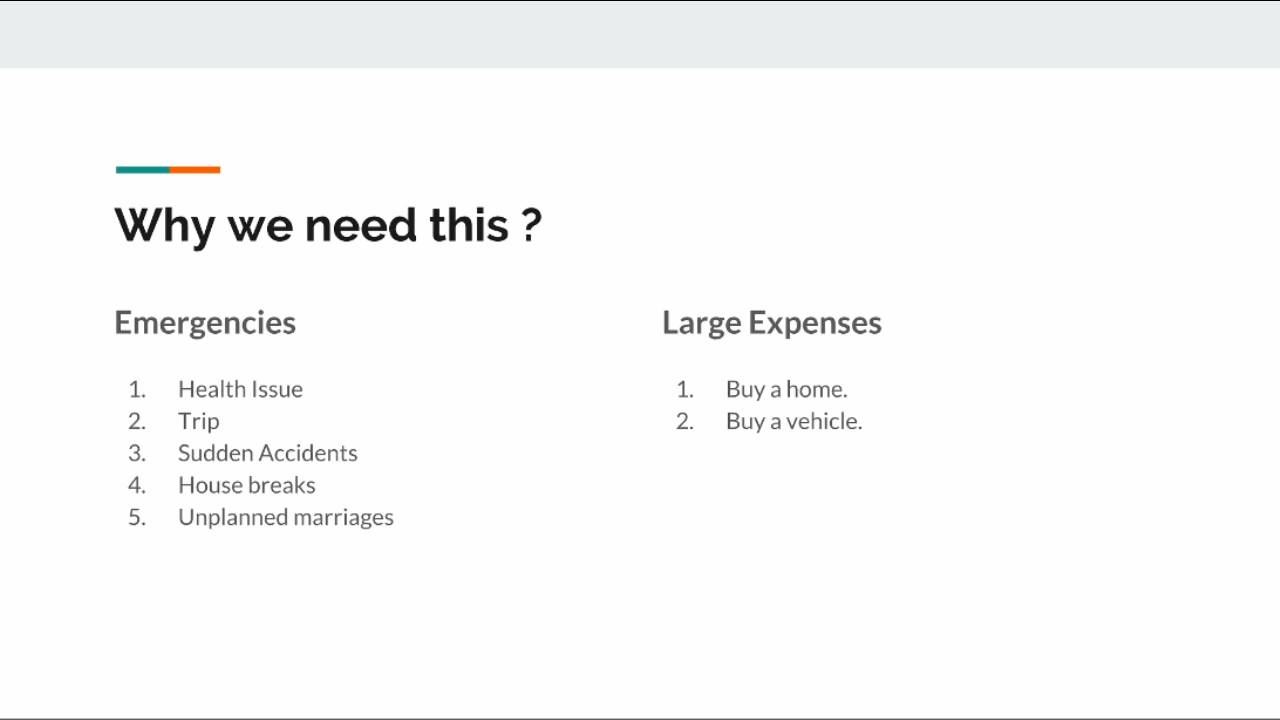 Why we need this ?
Emergencies
1. Health Issue
2. Trip
3. Sudden Accidents
4. House breaks
5. Unplanned marriages
Large Expenses
1. Buy a home.
2. Buy a vehicle.